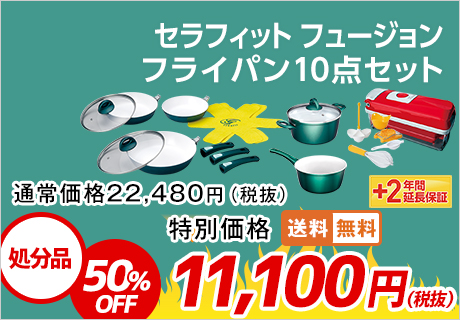 セラフィット フュージョン
フライパン10点セット
+2年間延長保証
通常価格22,480円(税抜)
特別価格
送料無料
処分品
50%
OFF
11,100円(税抜)